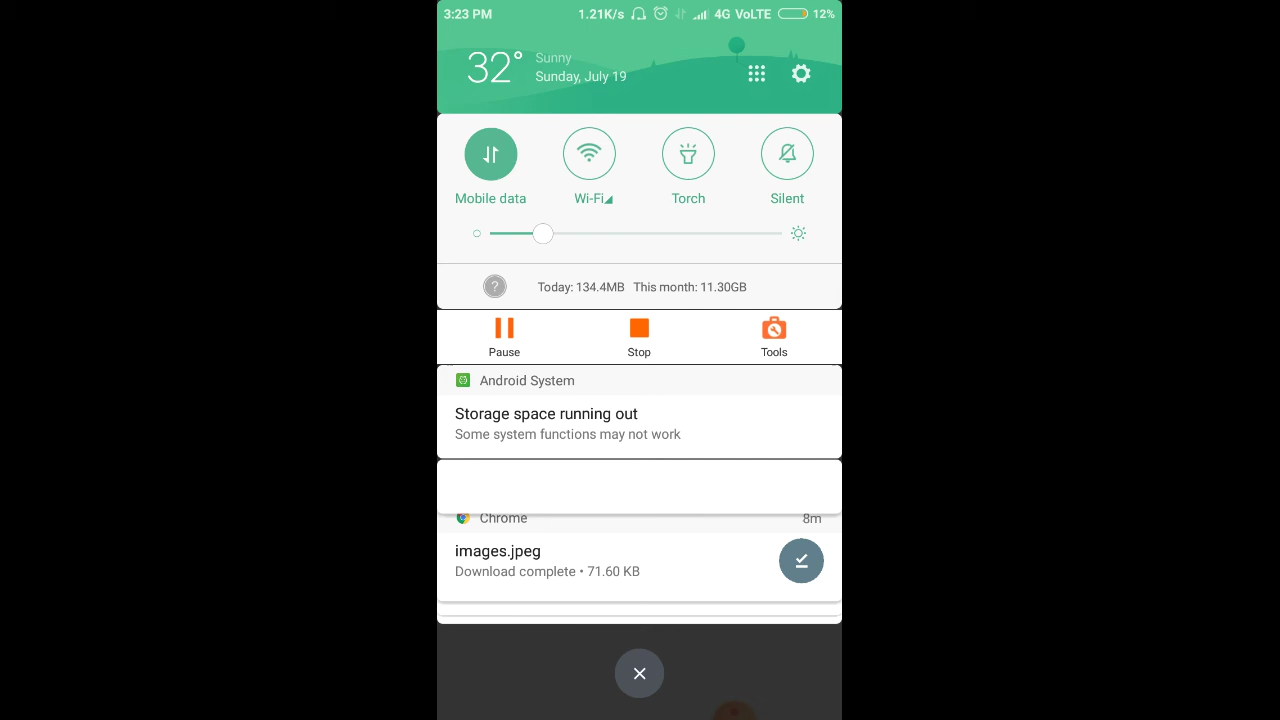 3:23 PM 1.21K/s 4G VoLTE 12%
32° Sunny
Sunday, July 19
Mobile data Wi-Fi Torch Silent
? Today: 134.4MB This month: 11.30GB
Pause Stop Tools
Android System
Storage space running out
Some system functions may not work
Chrome 8m
images.jpeg
Download complete • 71.60 KB